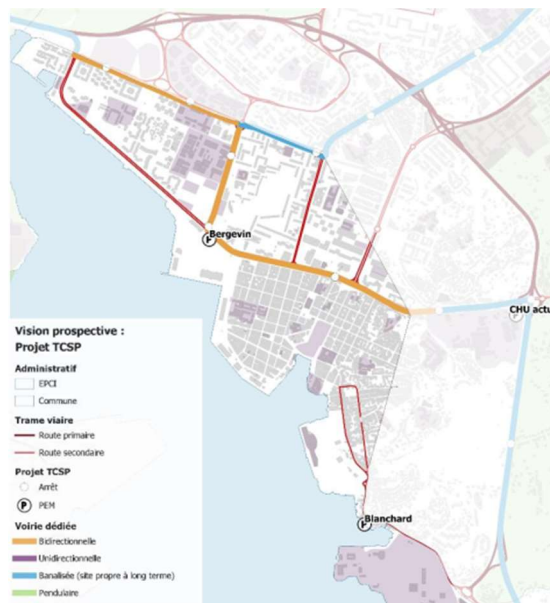 Bergevin
CHU actu
Blanchard
Vision prospective :
Projet TCSP
Administratif
EPCI
Commune
Trame viaire
Route primaire
Route secondaire
Projet TCSP
Arrêt
P PEM
Voirie dédiée
Bidirectionnelle
Unidirectionnelle
Banalisée (site propre à long terme)
Pendulaire